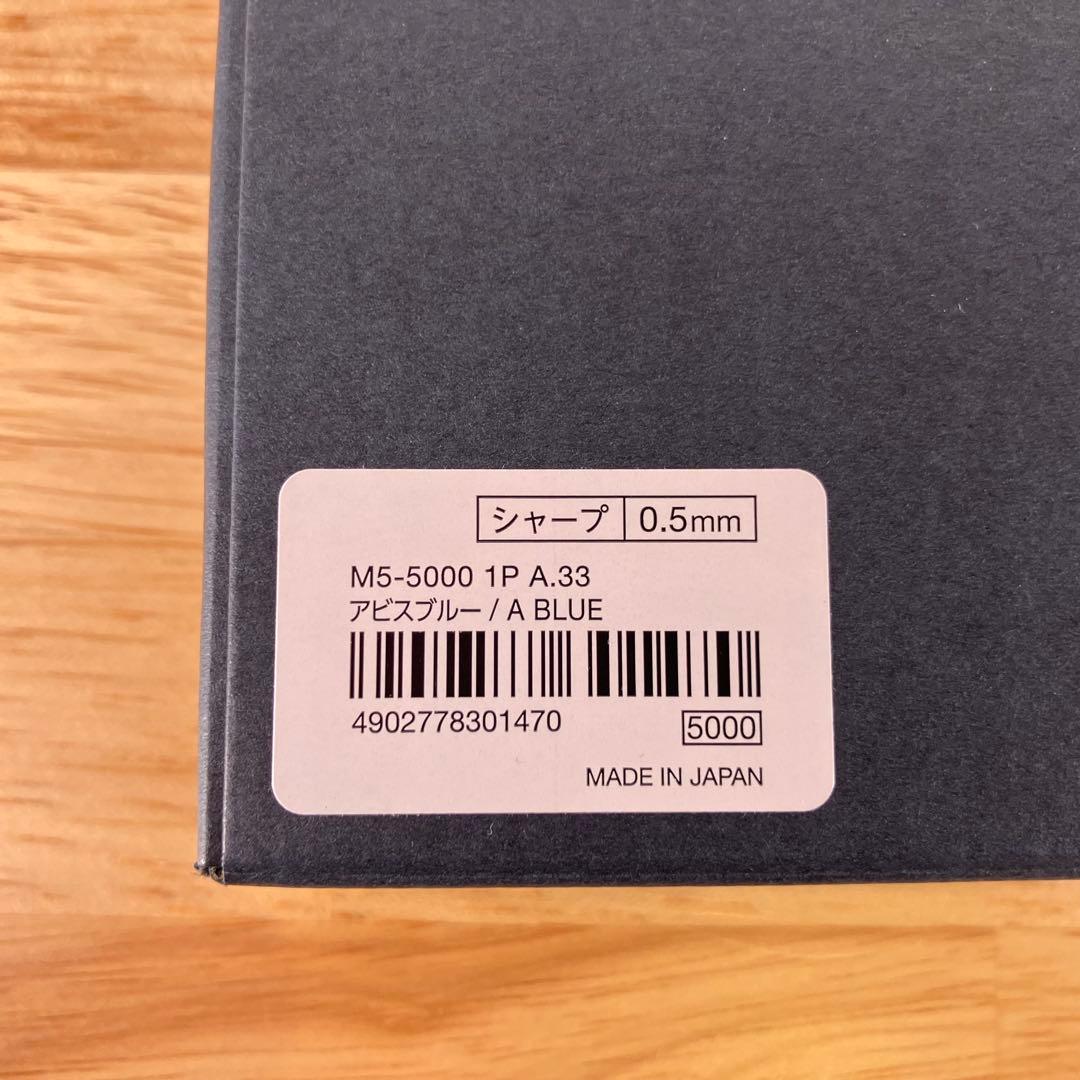 シャープ 0.5mm
M5-5000 1P A.33
アビスブルー / A BLUE
4902778301470 5000
MADE IN JAPAN